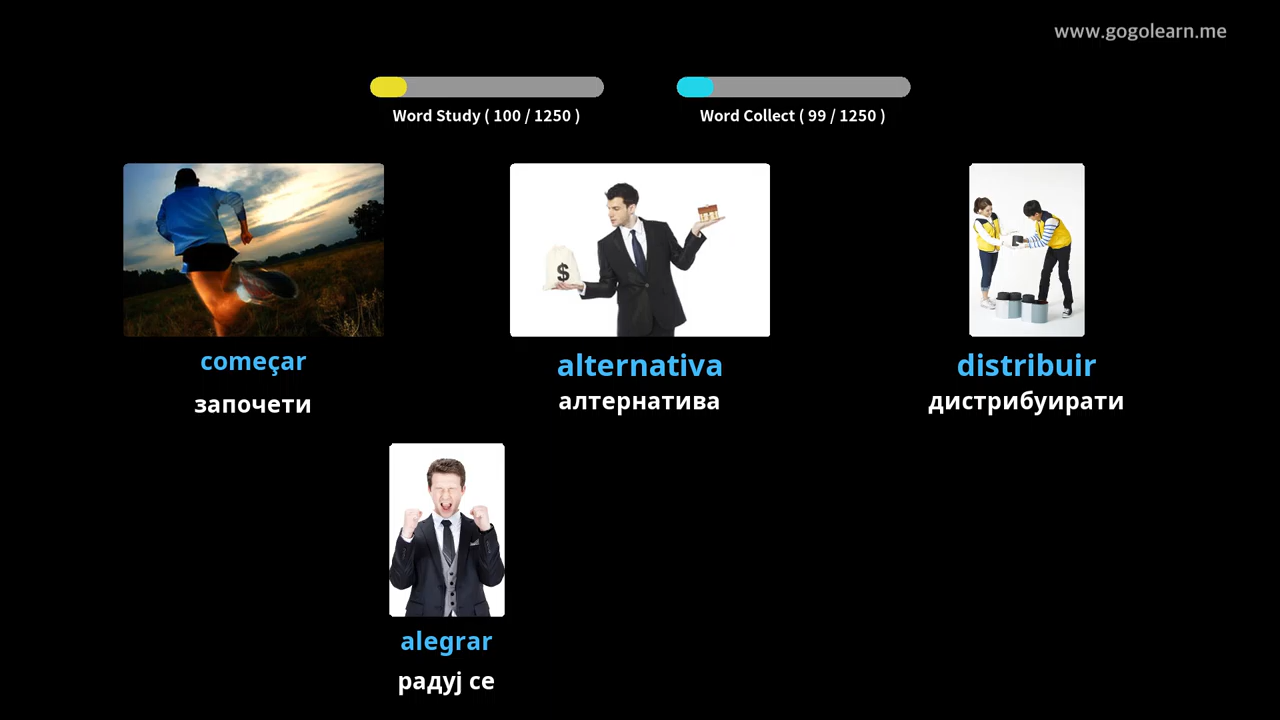 www.gogolearn.me
Word Study ( 100 / 1250 )
Word Collect ( 99 / 1250 )
começar
започети
alternativa
алтернатива
distribuir
дистрибуирати
$
alegrar
радуј се